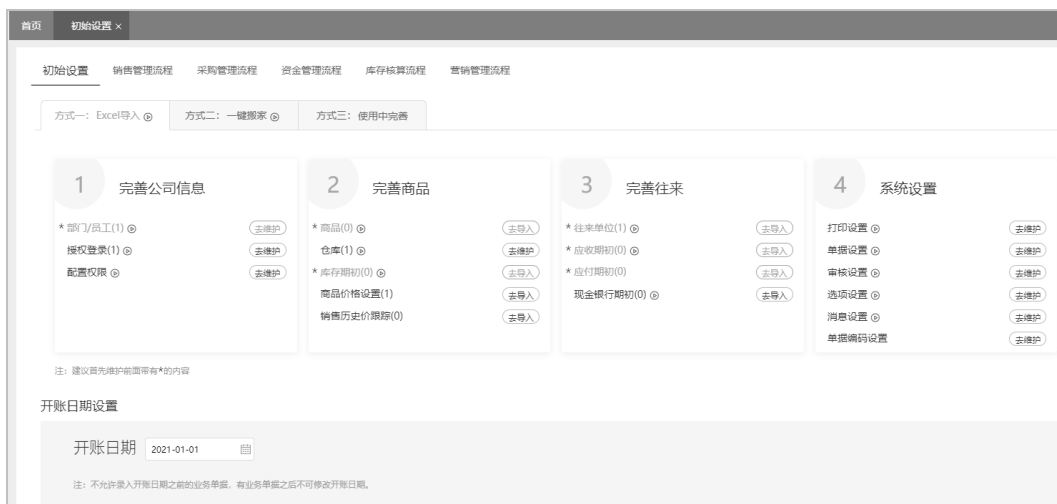 首页 初始设置 ×
初始设置 销售管理流程 采购管理流程 资金管理流程 库存核算流程 营销管理流程
方式一：Excel导入 方式二：一键搬家 方式三：使用中完善
1 完善公司信息
* 部门/员工(1) 去维护
授权登录(1) 去维护
配置权限 去维护
2 完善商品
* 商品(0) 去导入
仓库(1) 去维护
* 库存期初(0) 去导入
商品价格设置(1) 去导入
销售历史价跟踪(0) 去导入
3 完善往来
* 往来单位(1) 去导入
* 应收期初(0) 去导入
* 应付期初(0) 去导入
现金银行期初(0) 去导入
4 系统设置
打印设置 去维护
单据设置 去维护
审核设置 去维护
选项设置 去维护
消息设置 去维护
单据编码设置 去维护
注：建议首先维护前面带有*的内容
开账日期设置
开账日期 2021-01-01
注：不允许录入开账日期之前的业务单据，有业务单据之后不可修改开账日期。